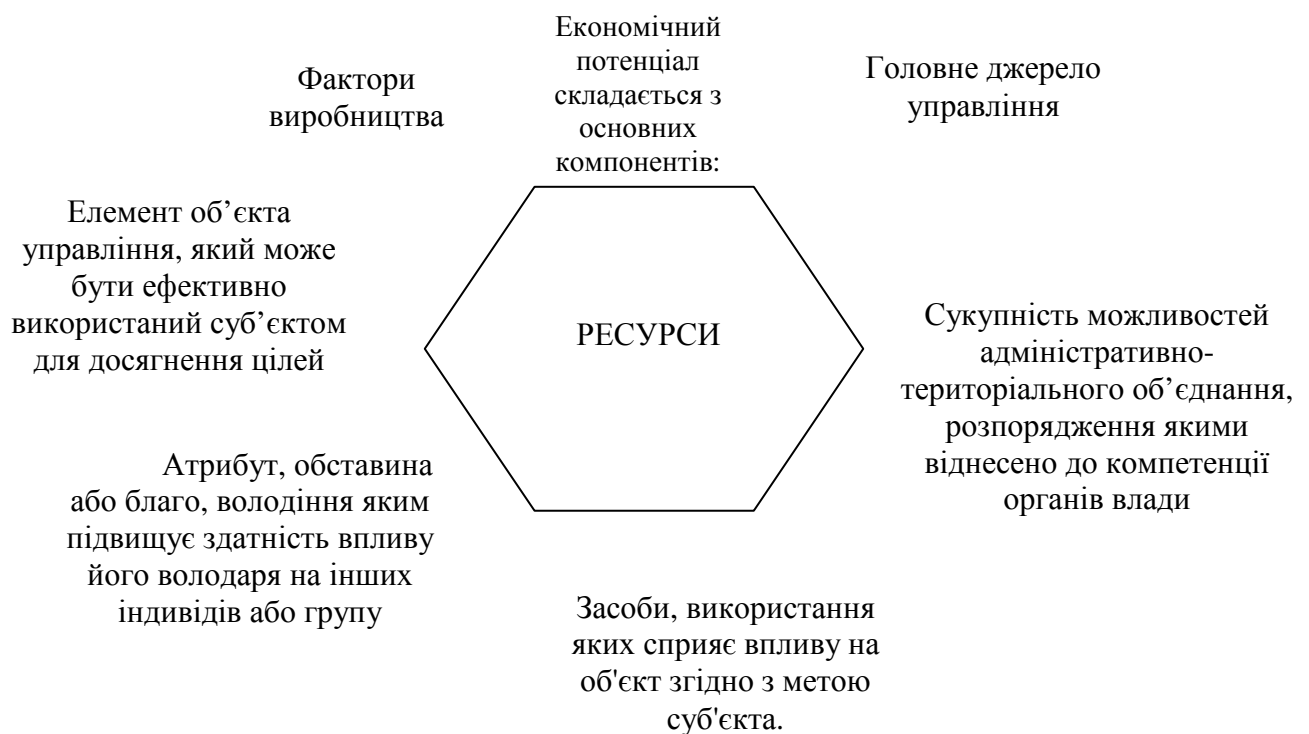 Економічний
потенціал
складається з
основних
компонентів:
Фактори
виробництва
Головне джерело
управління
Елемент об’єкта
управління, який може
бути ефективно
використаний суб’єктом
для досягнення цілей
РЕСУРСИ
Сукупність можливостей
адміністративно-
територіального об’єднання,
розпорядження якими
віднесено до компетенції
органів влади
Атрибут, обставина
або благо, володіння яким
підвищує здатність впливу
його володаря на інших
індивідів або групу
Засоби, використання
яких сприяє впливу на
об'єкт згідно з метою
суб'єкта.